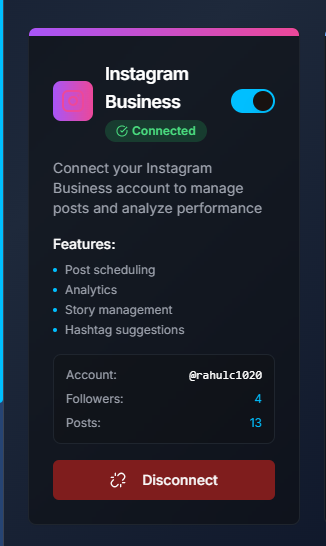 Instagram
Business
Connected
Connect your Instagram
Business account to manage
posts and analyze performance
Features:
Post scheduling
Analytics
Story management
Hashtag suggestions
Account: @rahulc1020
Followers: 4
Posts: 13
Disconnect